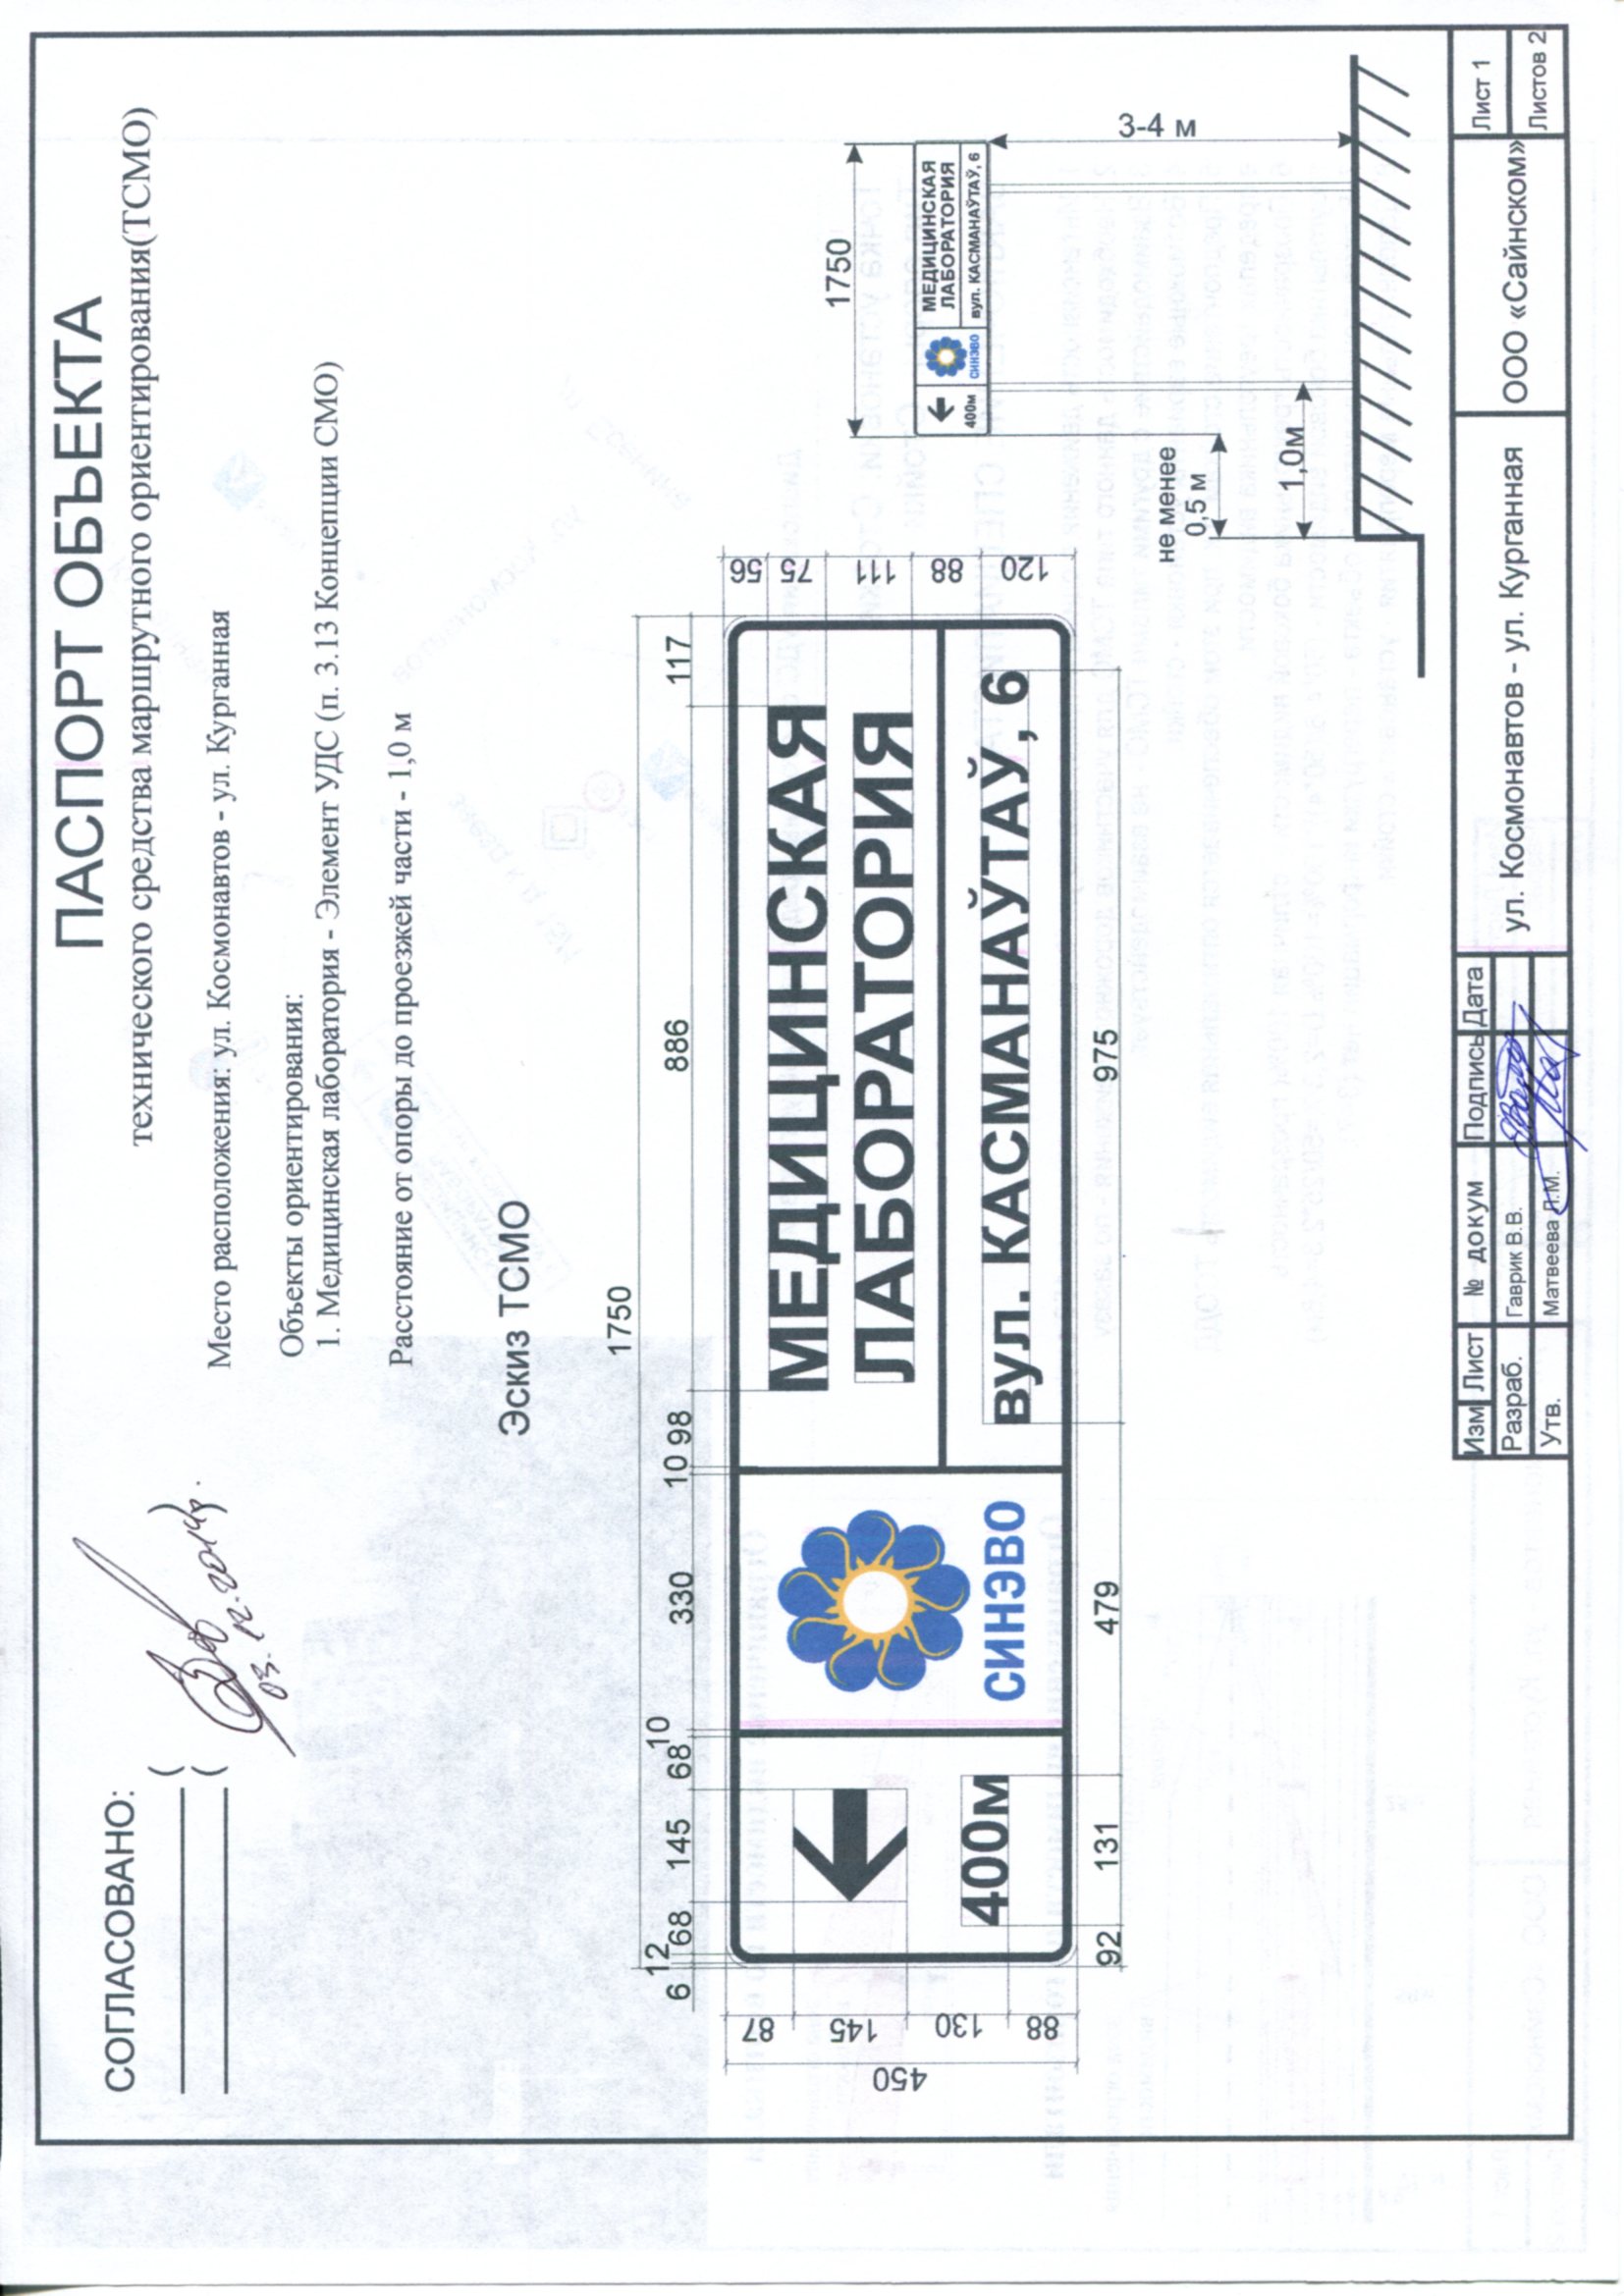 СОГЛАСОВАНО:
03.12.2014г.
ПАСПОРТ ОБЪЕКТА
технического средства маршрутного ориентирования(ТСМО)
Место расположения: ул. Космонавтов - ул. Курганная
Объекты ориентирования:
1. Медицинская лаборатория - Элемент УДС (п. 3.13 Концепции СМО)
Расстояние от опоры до проезжей части - 1,0 м
Эскиз ТСМО
1750
6 12 68 145 68 10 330 10 98 886 117
87
145
130
88
450
400м
СИНЭВО
МЕДИЦИНСКАЯ
ЛАБОРАТОРИЯ
вул. КАСМАНАЎТАЎ, 6
56
75
111
88
120
92 131 479 975
1750
400м
СИНЭВО
МЕДИЦИНСКАЯ
ЛАБОРАТОРИЯ
вул. КАСМАНАЎТАЎ, 6
3-4 м
не менее
0,5 м
1,0м
Изм Лист № докум Подпись Дата
Разраб. Гаврик В.В.
Утв. Матвеева Л.М.
ул. Космонавтов - ул. Курганная
ООО «Сайнском»
Лист 1
Листов 2